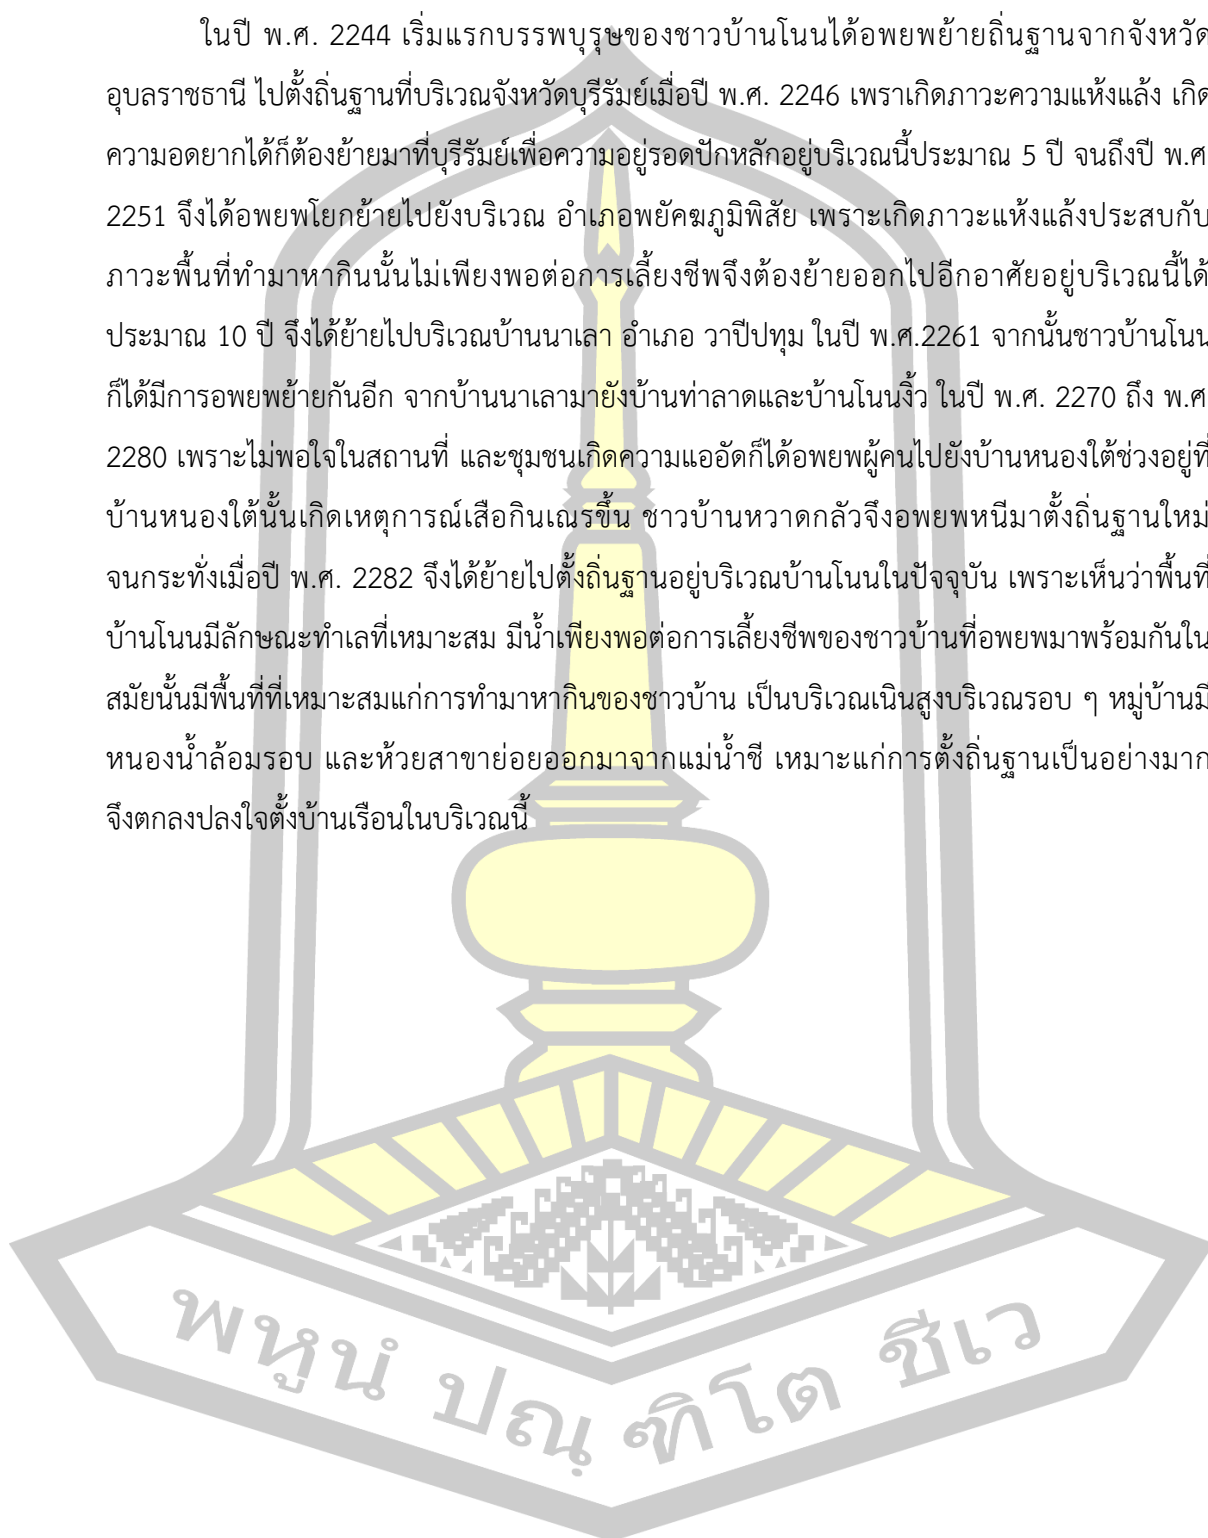 ในปี พ.ศ. 2244 เริ่มแรกบรรพบุรุษของชาวบ้านโนนได้อพยพย้ายถิ่นฐานจากจังหวัด
อุบลราชธานี ไปตั้งถิ่นฐานที่บริเวณจังหวัดบุรีรัมย์เมื่อปี พ.ศ. 2246 เพราเกิดภาวะความแห้งแล้ง เกิด
ความอดยากได้ก็ต้องย้ายมาที่บุรีรัมย์เพื่อความอยู่รอดปักหลักอยู่บริเวณนี้ประมาณ 5 ปี จนถึงปี พ.ศ
2251 จึงได้อพยพโยกย้ายไปยังบริเวณ อำเภอพยัคฆภูมิพิสัย เพราะเกิดภาวะแห้งแล้งประสบกับ
ภาวะพื้นที่ทำมาหากินนั้นไม่เพียงพอต่อการเลี้ยงชีพจึงต้องย้ายออกไปอีกอาศัยอยู่บริเวณนี้ได้
ประมาณ 10 ปี จึงได้ย้ายไปบริเวณบ้านนาเลา อำเภอ วาปีปทุม ในปี พ.ศ.2261 จากนั้นชาวบ้านโนน
ก็ได้มีการอพยพย้ายกันอีก จากบ้านนาเลามายังบ้านท่าลาดและบ้านโนนงิ้ว ในปี พ.ศ. 2270 ถึง พ.ศ
2280 เพราะไม่พอใจในสถานที่ และชุมชนเกิดความแออัดก็ได้อพยพผู้คนไปยังบ้านหนองใต้ช่วงอยู่ที่
บ้านหนองใต้นั้นเกิดเหตุการณ์เสือกินเณรขึ้น ชาวบ้านหวาดกลัวจึงอพยพหนีมาตั้งถิ่นฐานใหม่
จนกระทั่งเมื่อปี พ.ศ. 2282 จึงได้ย้ายไปตั้งถิ่นฐานอยู่บริเวณบ้านโนนในปัจจุบัน เพราะเห็นว่าพื้นที่
บ้านโนนมีลักษณะทำเลที่เหมาะสม มีน้ำเพียงพอต่อการเลี้ยงชีพของชาวบ้านที่อพยพมาพร้อมกันใน
สมัยนั้นมีพื้นที่ที่เหมาะสมแก่การทำมาหากินของชาวบ้าน เป็นบริเวณเนินสูงบริเวณรอบ ๆ หมู่บ้านมี
หนองน้ำล้อมรอบ และห้วยสาขาย่อยออกมาจากแม่น้ำชี เหมาะแก่การตั้งถิ่นฐานเป็นอย่างมาก
จึงตกลงปลงใจตั้งบ้านเรือนในบริเวณนี้
พหูนํ ปณฺฑิโต ชีเว